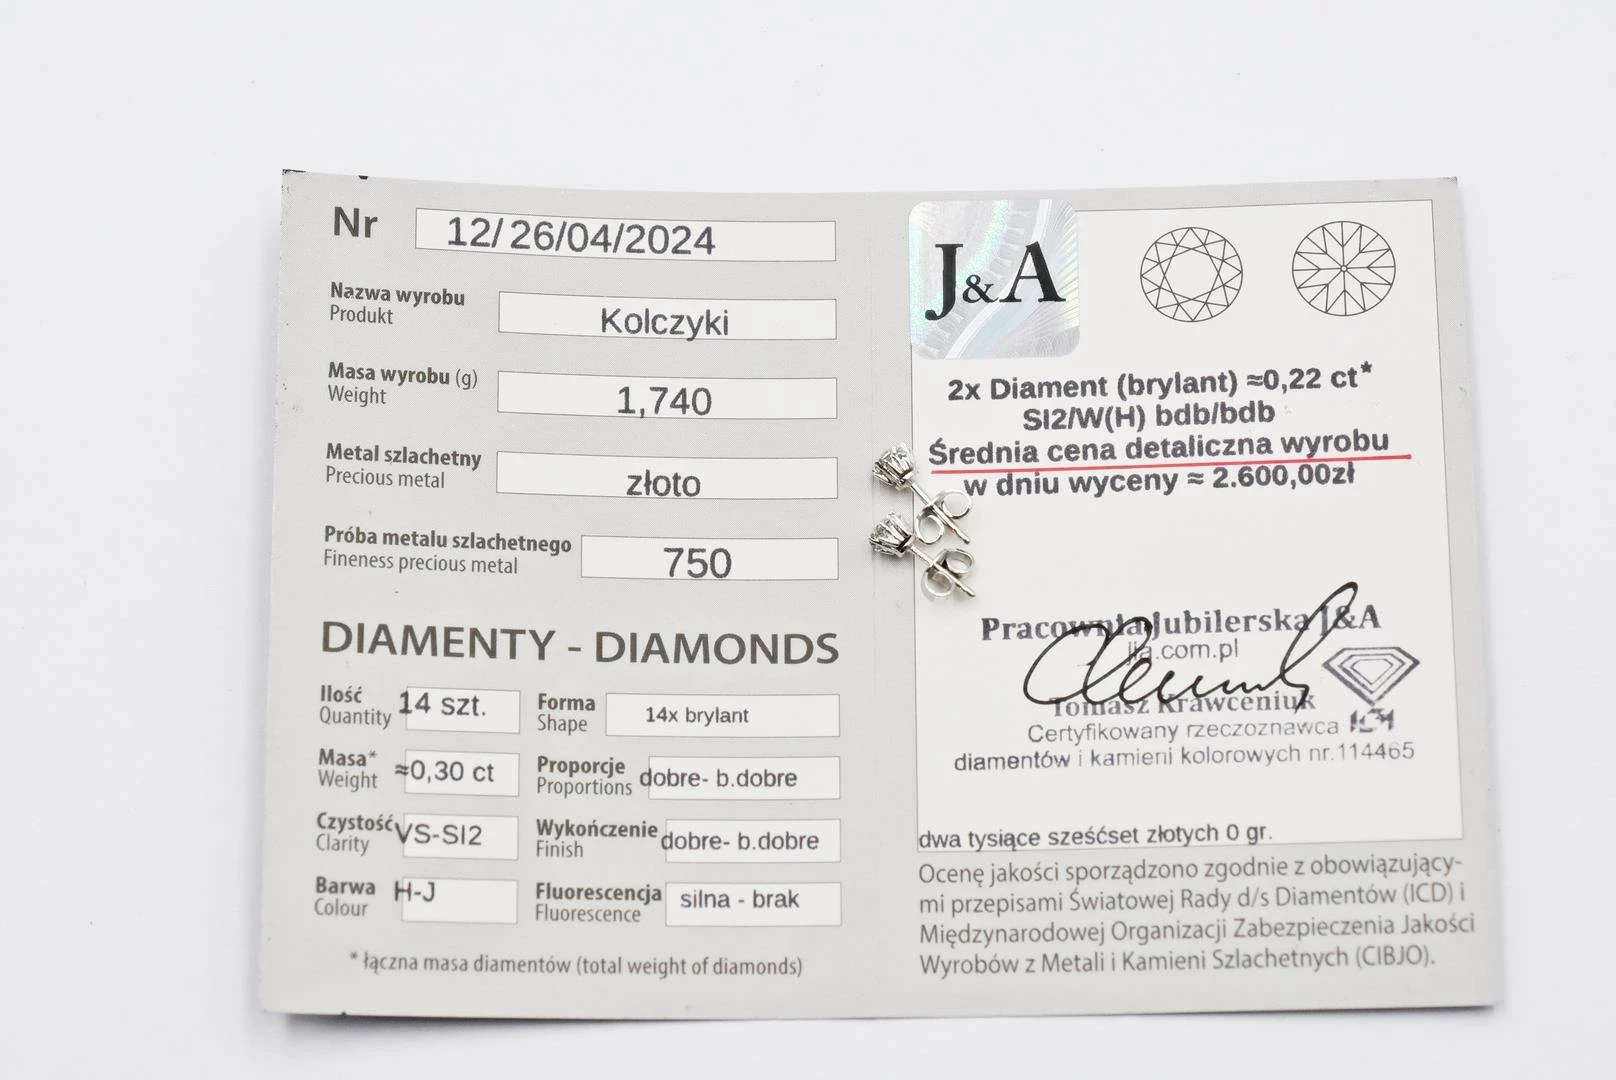 Nr 12/26/04/2024
Nazwa wyrobu
Produkt
Kolczyki
Masa wyrobu (g)
Weight
1,740
Metal szlachetny
Precious metal
złoto
Próba metalu szlachetnego
Fineness precious metal
750
DIAMENTY - DIAMONDS
Ilość
Quantity
14 szt.
Forma
Shape
14x brylant
Masa*
Weight
≈0,30 ct
Proporcje
Proportions
dobre- b.dobre
Czystość
Clarity
VS-SI2
Wykończenie
Finish
dobre- b.dobre
Barwa
Colour
H-J
Fluorescencja
Fluorescence
silna - brak
* łączna masa diamentów (total weight of diamonds)
J&A
2x Diament (brylant) ≈0,22 ct*
SI2/W(H) bdb/bdb
Średnia cena detaliczna wyrobu
w dniu wyceny ≈ 2.600,00zł
Pracownia Jubilerska J&A
jia.com.pl
Tomasz Krawceniuk
Certyfikowany rzeczoznawca
diamentów i kamieni kolorowych nr.114465
dwa tysiące sześćset złotych 0 gr.
Ocenę jakości sporządzono zgodnie z obowiązujący-
mi przepisami Światowej Rady d/s Diamentów (ICD) i
Międzynarodowej Organizacji Zabezpieczenia Jakości
Wyrobów z Metali i Kamieni Szlachetnych (CIBJO).